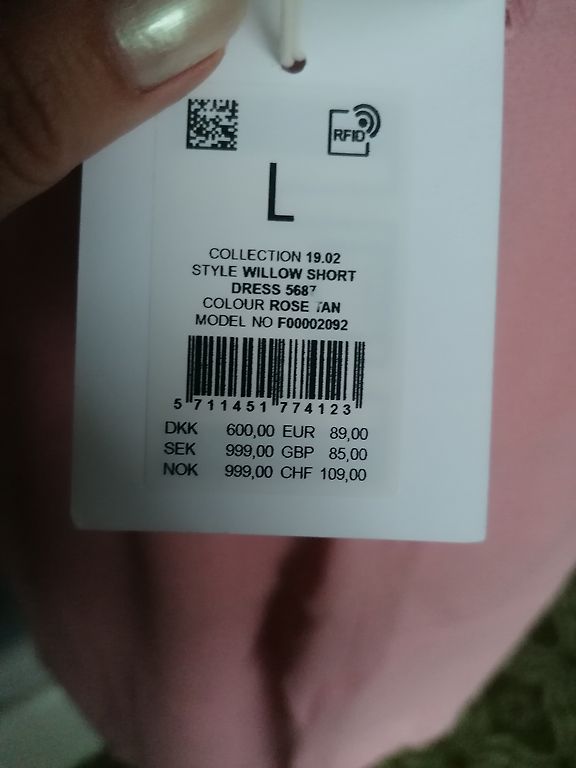 RFID
L
COLLECTION 19.02
STYLE WILLOW SHORT
DRESS 5687
COLOUR ROSE TAN
MODEL NO F00002092
5 711451 774123
DKK 600,00 EUR 89,00
SEK 999,00 GBP 85,00
NOK 999,00 CHF 109,00